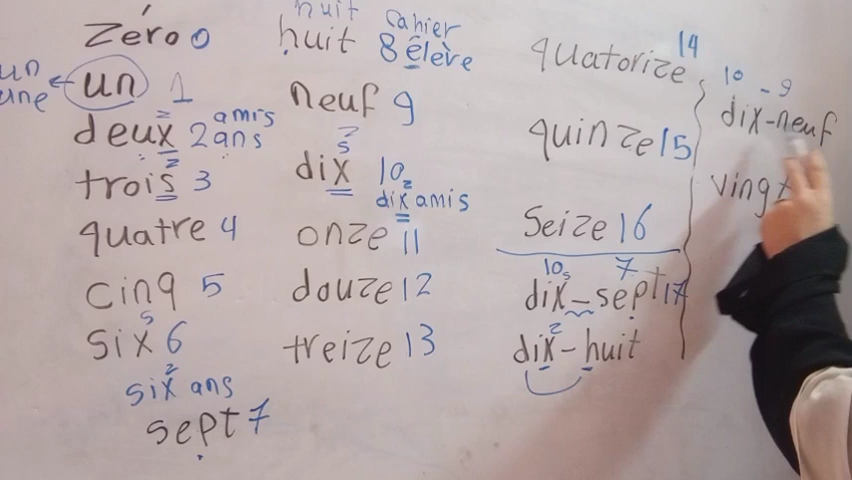 zéro 0
un
une
un 1
deux 2 amis
ans
trois 3
quatre 4
cinq 5
s
six 6
z
six ans
sept 7
huit cahier
huit 8 élève
neuf 9
s
dix 10
z
dix amis
onze 11
douze 12
treize 13
quatorize 14
quinze 15
Seize 16
10 s 7
dix-sept 17
z
dix-huit
10 - 9
dix-neuf
vingt